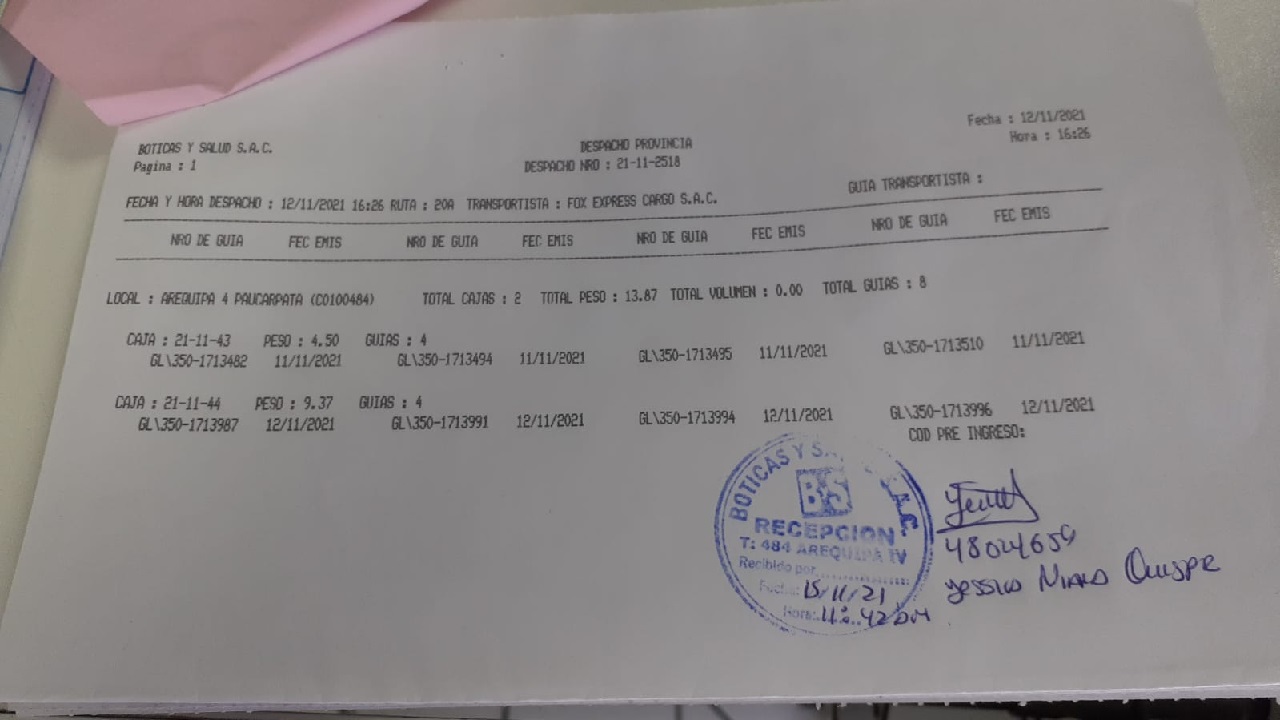 BOTICAS Y SALUD S.A.C. DESPACHO PROVINCIA Fecha : 12/11/2021
Pagina : 1 DESPACHO NRO : 21-11-2518 Hora : 16:26
FECHA Y HORA DESPACHO : 12/11/2021 16:26 RUTA : 20A TRANSPORTISTA : FOX EXPRESS CARGO S.A.C. GUIA TRANSPORTISTA :
NRO DE GUIA FEC EMIS NRO DE GUIA FEC EMIS NRO DE GUIA FEC EMIS NRO DE GUIA FEC EMIS
LOCAL : AREQUIPA 4 PAUCARPATA (C0100484) TOTAL CAJAS : 2 TOTAL PESO : 13.87 TOTAL VOLUMEN : 0.00 TOTAL GUIAS : 8
CAJA : 21-11-43 PESO : 4.50 GUIAS : 4
GL\350-1713482 11/11/2021 GL\350-1713494 11/11/2021 GL\350-1713495 11/11/2021 GL\350-1713510 11/11/2021
CAJA : 21-11-44 PESO : 9.37 GUIAS : 4
GL\350-1713987 12/11/2021 GL\350-1713991 12/11/2021 GL\350-1713994 12/11/2021 GL\350-1713996 12/11/2021
COD PRE INGRESO:
BOTICAS Y
BS
RECEPCION
T: 484 AREQUIPA IV
Recibido por
Fecha: 15/11/21
Hora:
Quispe